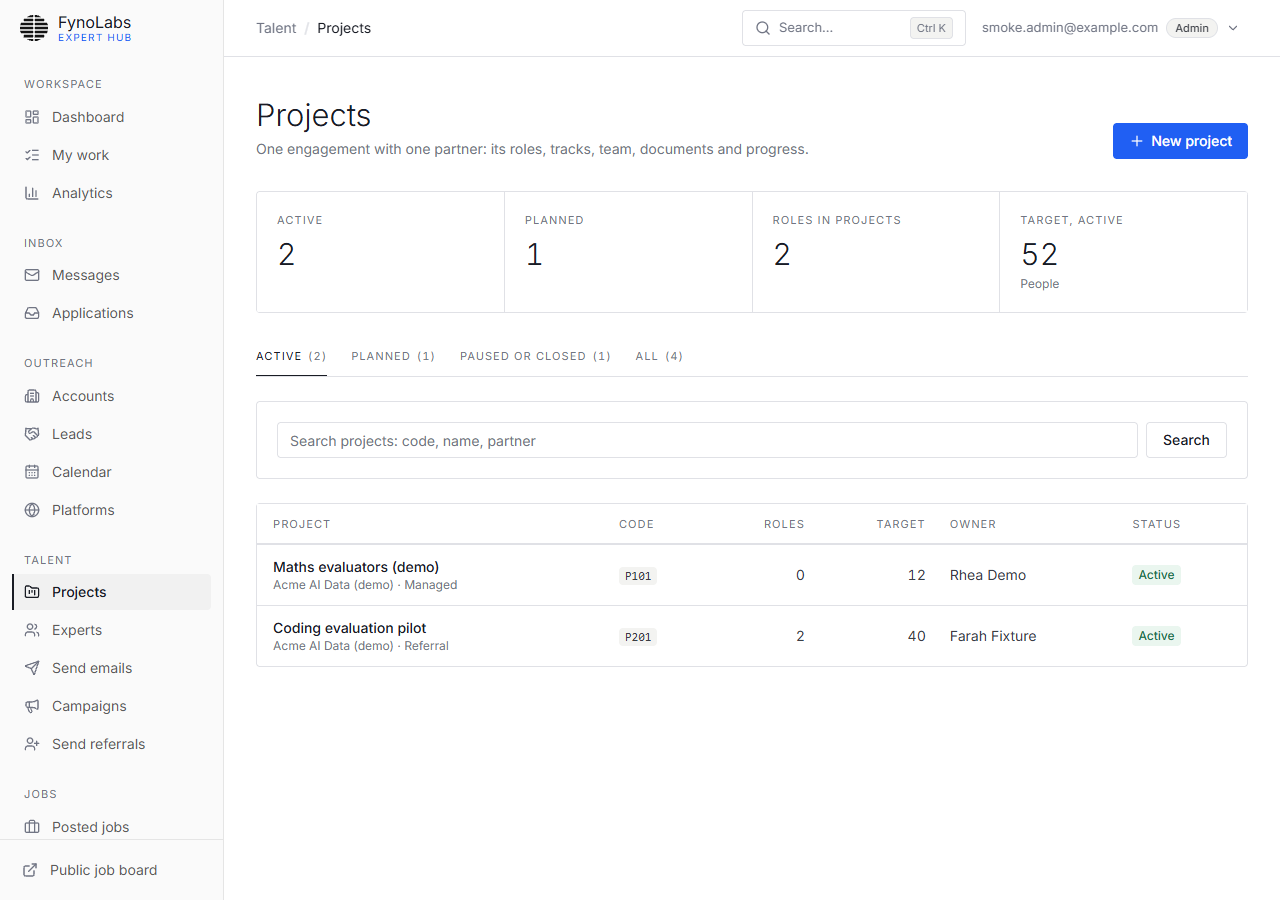 FynoLabs
EXPERT HUB
Talent / Projects
Search...
Ctrl K
smoke.admin@example.com
Admin
WORKSPACE
Dashboard
My work
Analytics
INBOX
Messages
Applications
OUTREACH
Accounts
Leads
Calendar
Platforms
TALENT
Projects
Experts
Send emails
Campaigns
Send referrals
JOBS
Posted jobs
Public job board
Projects
One engagement with one partner: its roles, tracks, team, documents and progress.
+ New project
ACTIVE
2
PLANNED
1
ROLES IN PROJECTS
2
TARGET, ACTIVE
52
People
ACTIVE (2) PLANNED (1) PAUSED OR CLOSED (1) ALL (4)
Search projects: code, name, partner
Search
PROJECT CODE ROLES TARGET OWNER STATUS
Maths evaluators (demo) P101 0 12 Rhea Demo Active
Acme AI Data (demo) · Managed
Coding evaluation pilot P201 2 40 Farah Fixture Active
Acme AI Data (demo) · Referral